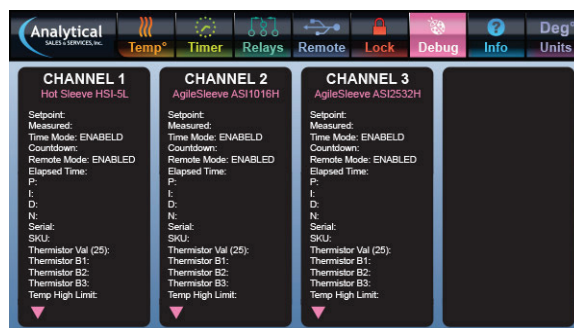 Analytical
SALES & SERVICES, Inc.
Temp°
Timer
Relays
Remote
Lock
Debug
?
Info
Deg°
Units
CHANNEL 1
Hot Sleeve HSI-5L
Setpoint:
Measured:
Time Mode: ENABELD
Countdown:
Remote Mode: ENABLED
Elapsed Time:
P:
I:
D:
N:
Serial:
SKU:
Thermistor Val (25):
Thermistor B1:
Thermistor B2:
Thermistor B3:
Temp High Limit:
CHANNEL 2
AgileSleeve ASI1016H
Setpoint:
Measured:
Time Mode: ENABELD
Countdown:
Remote Mode: ENABLED
Elapsed Time:
P:
I:
D:
N:
Serial:
SKU:
Thermistor Val (25):
Thermistor B1:
Thermistor B2:
Thermistor B3:
Temp High Limit:
CHANNEL 3
AgileSleeve ASI2532H
Setpoint:
Measured:
Time Mode: ENABELD
Countdown:
Remote Mode: ENABLED
Elapsed Time:
P:
I:
D:
N:
Serial:
SKU:
Thermistor Val (25):
Thermistor B1:
Thermistor B2:
Thermistor B3:
Temp High Limit: